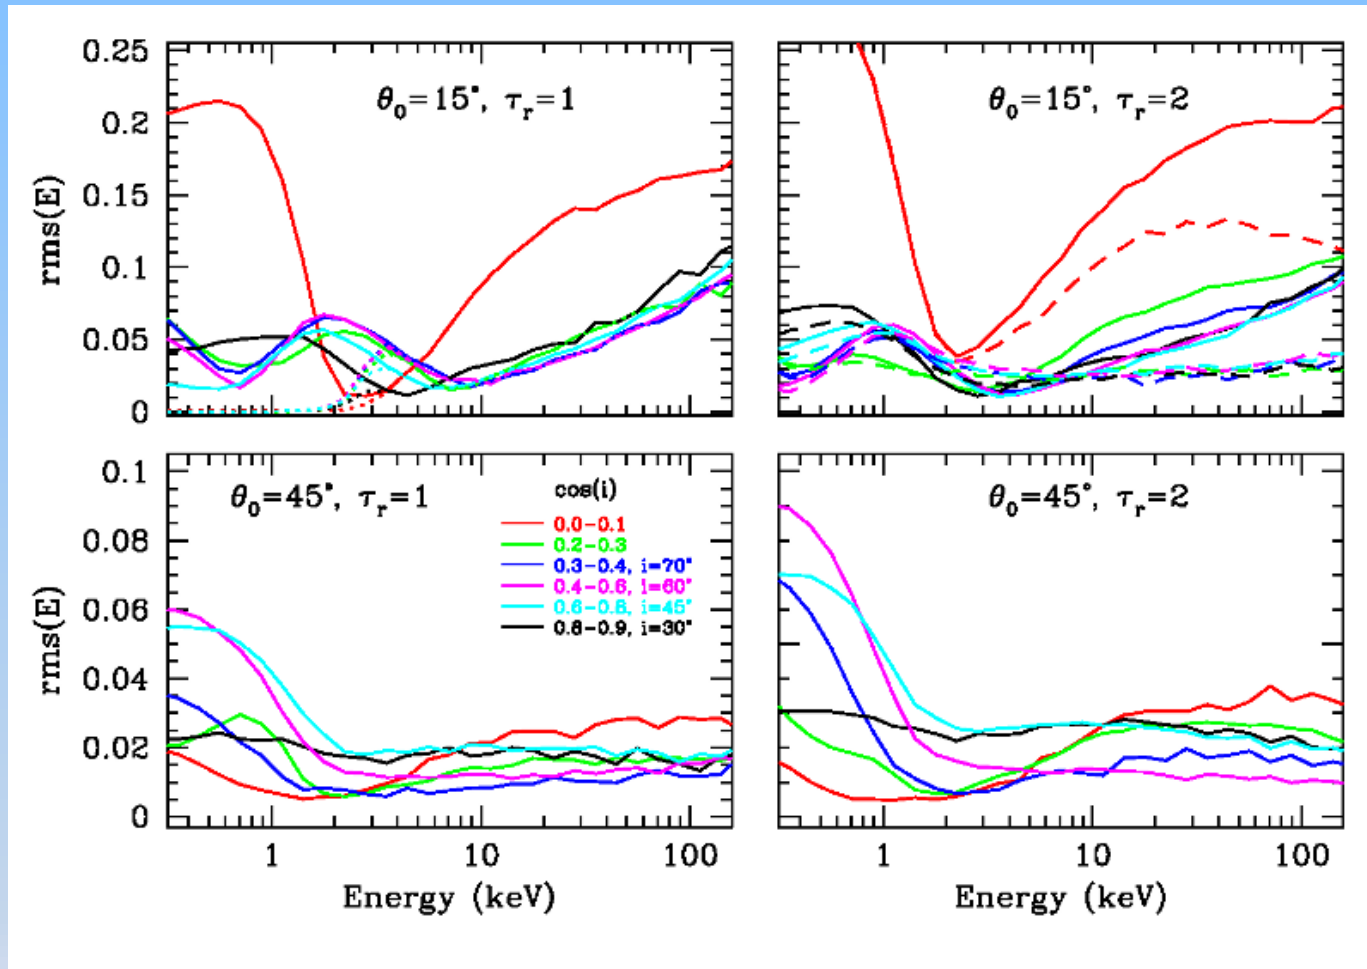 0.25
0.2
0.15
0.1
0.05
0
rms(E)
θ₀=15°, τᵣ=1
θ₀=15°, τᵣ=2
0.1
0.08
0.06
0.04
0.02
0
rms(E)
θ₀=45°, τᵣ=1
cos(i)
0.0-0.1
0.2-0.3
0.3-0.4, i=70°
0.4-0.6, i=60°
0.6-0.8, i=45°
0.8-0.9, i=30°
θ₀=45°, τᵣ=2
1 10 100
1 10 100
Energy (keV)
Energy (keV)